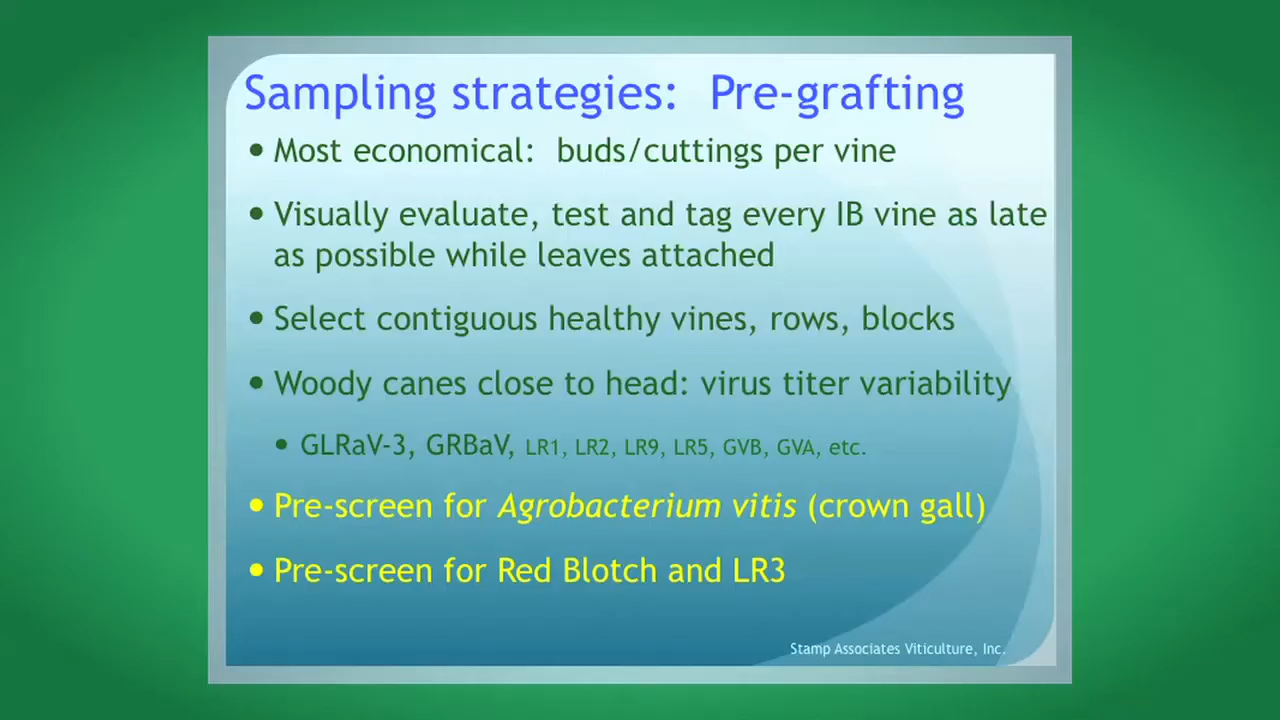 Sampling strategies: Pre-grafting
• Most economical: buds/cuttings per vine
• Visually evaluate, test and tag every IB vine as late
as possible while leaves attached
• Select contiguous healthy vines, rows, blocks
• Woody canes close to head: virus titer variability
• GLRaV-3, GRBaV, LR1, LR2, LR9, LR5, GVB, GVA, etc.
• Pre-screen for Agrobacterium vitis (crown gall)
• Pre-screen for Red Blotch and LR3
Stamp Associates Viticulture, Inc.